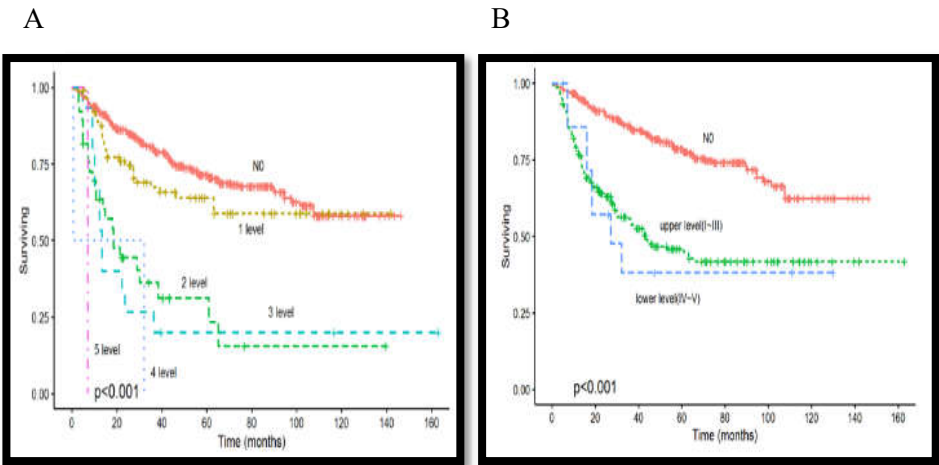 A
B
1.00
0.75
0.50
0.25
0.00
Surviving
N0
1 level
2 level
3 level
5 level
4 level
p<0.001
0 20 40 60 80 100 120 140 160
Time (months)
1.00
0.75
0.50
0.25
0.00
Surviving
N0
upper level(I~III)
lower level(IV~V)
p<0.001
0 20 40 60 80 100 120 140 160
Time (months)